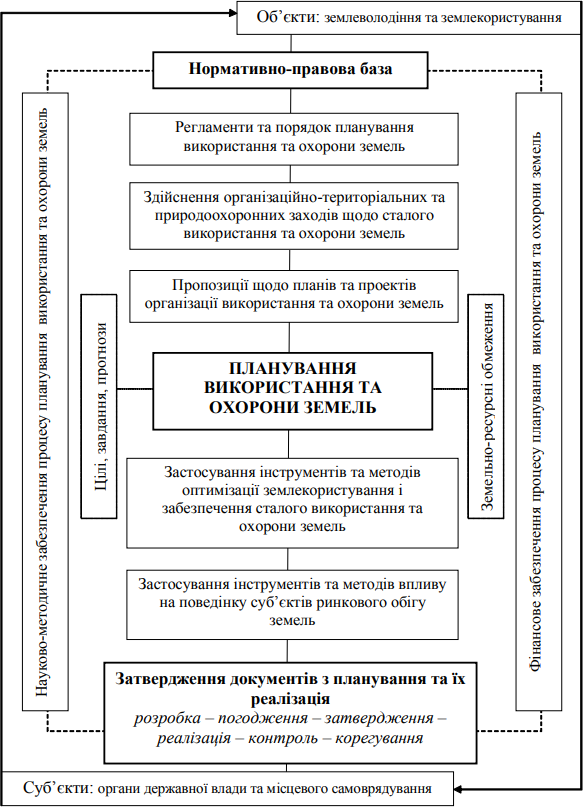 Об’єкти: землеволодіння та землекористування
Нормативно-правова база
Науково-методичне забезпечення процесу планування використання та охорони земель
Регламенти та порядок планування
використання та охорони земель
Здійснення організаційно-територіальних та
природоохоронних заходів щодо сталого
використання та охорони земель
Пропозиції щодо планів та проектів
організації використання та охорони земель
Цілі, завдання, прогнози
ПЛАНУВАННЯ
ВИКОРИСТАННЯ ТА
ОХОРОНИ ЗЕМЕЛЬ
Земельно-ресурсні обмеження
Фінансове забезпечення процесу планування використання та охорони земель
Застосування інструментів та методів
оптимізації землекористування і
забезпечення сталого використання та
охорони земель
Застосування інструментів та методів впливу
на поведінку суб’єктів ринкового обігу
земель
Затвердження документів з планування та їх
реалізація
розробка – погодження – затвердження –
реалізація – контроль – корегування
Суб’єкти: органи державної влади та місцевого самоврядування